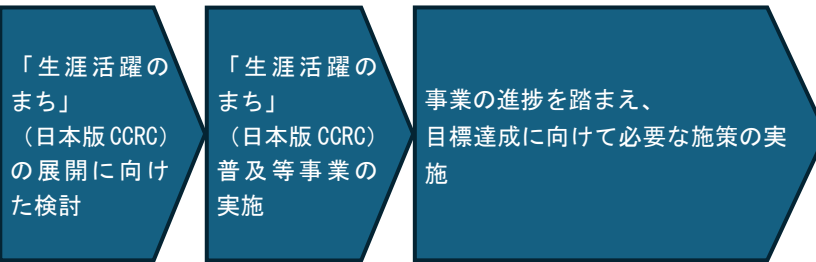 「生涯活躍の
まち」
（日本版CCRC）
の展開に向け
た検討
「生涯活躍の
まち」
（日本版CCRC）
普及等事業の
実施
事業の進捗を踏まえ、
目標達成に向けて必要な施策の実
施